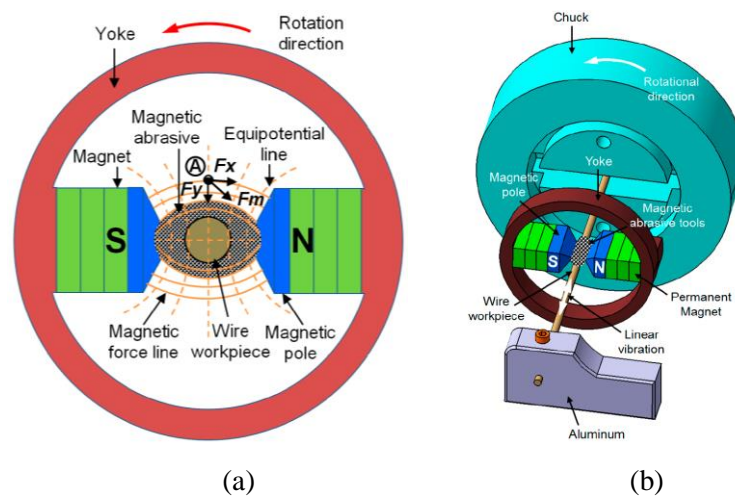 Rotation
direction
Yoke
Magnetic
abrasive
Equipotential
line
Magnet
A
Fx
Fy
Fm
S
N
Magnetic
force line
Wire
workpiece
Magnetic
pole
(a)
Chuck
Rotational
direction
Yoke
Magnetic
pole
Magnetic
abrasive tools
S
N
Wire
workpiece
Permanent
Magnet
Linear
vibration
Aluminum
(b)